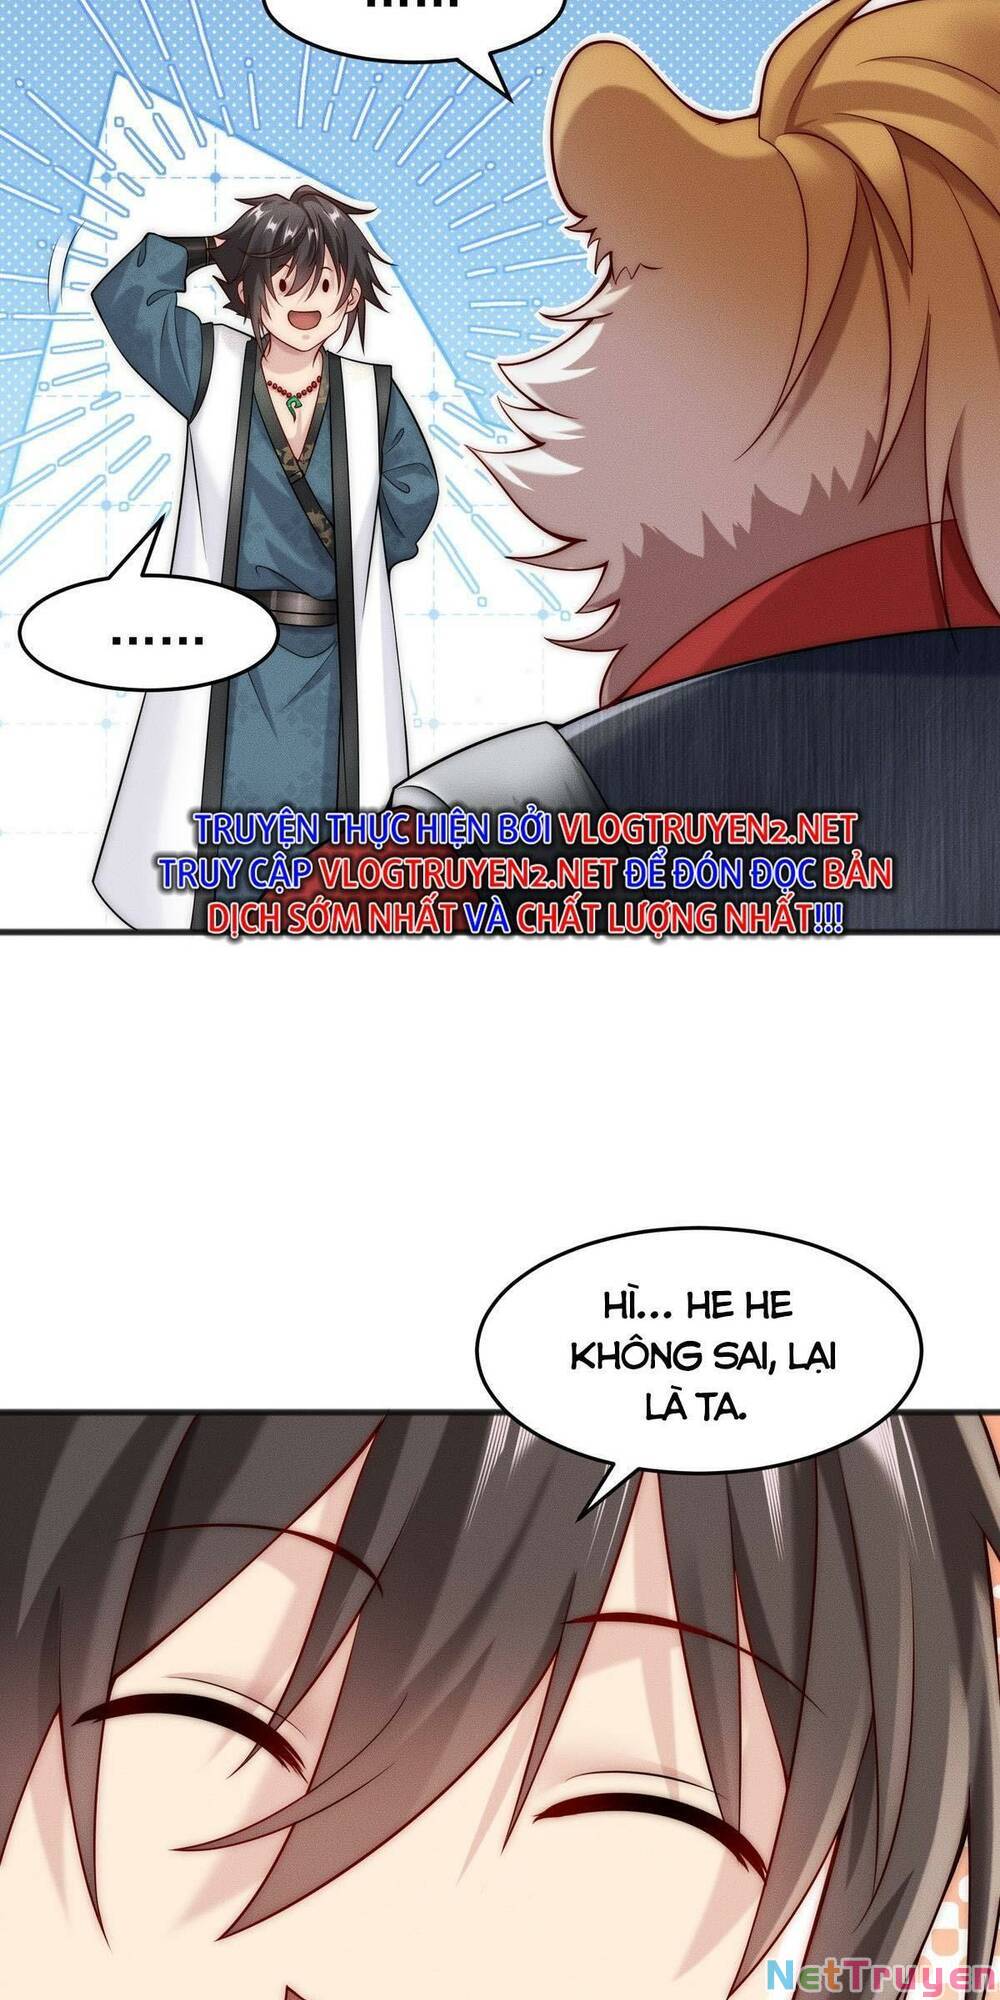 ......
......
TRUYỆN THỰC HIỆN BỞI VLOGTRUYEN2.NET
TRUY CẬP VLOGTRUYEN2.NET ĐỂ ĐÓN ĐỌC BẢN
DỊCH SỚM NHẤT VÀ CHẤT LƯỢNG NHẤT!!!
HÌ... HE HE
KHÔNG SAI, LẠI
LÀ TA.
NetTruyen